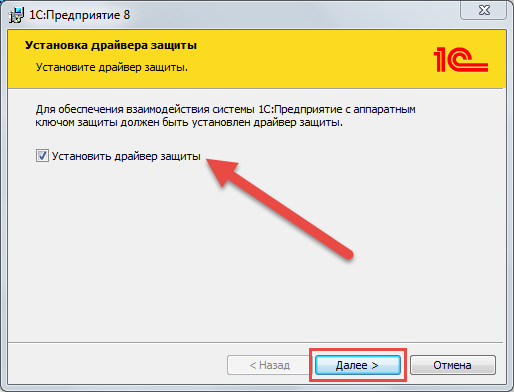 1С:Предприятие 8
Установка драйвера защиты
Установите драйвер защиты.
1С
Для обеспечения взаимодействия системы 1С:Предприятие с аппаратным
ключом защиты должен быть установлен драйвер защиты.
Установить драйвер защиты
< Назад
Далее >
Отмена